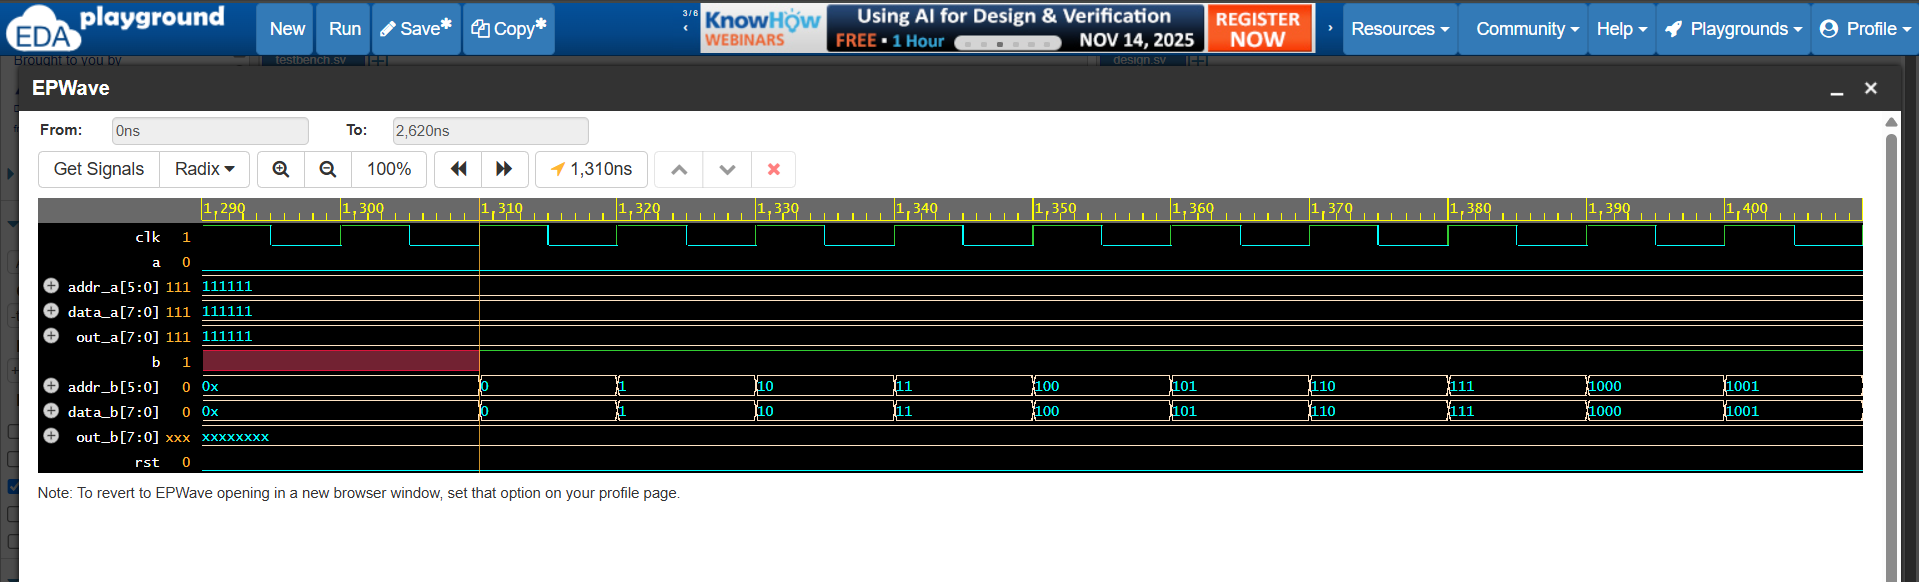 EDA playground
New
Run
Save*
Copy*
3 / 6
KNOWHOW
WEBINARS
Using AI for Design & Verification
FREE • 1 Hour
NOV 14, 2025
REGISTER
NOW
Resources
Community
Help
Playgrounds
Profile
Brought to you by
testbench.sv
design.sv
EPWave
From:
0ns
To:
2,620ns
Get Signals
Radix
100%
1,310ns
1,290 1,300 1,310 1,320 1,330 1,340 1,350 1,360 1,370 1,380 1,390 1,400
clk 1
a 0
addr_a[5:0] 111 111111
data_a[7:0] 111 111111
out_a[7:0] 111 111111
b 1
addr_b[5:0] 0 0x 0 1 10 11 100 101 110 111 1000 1001
data_b[7:0] 0 0x 0 1 10 11 100 101 110 111 1000 1001
out_b[7:0] xxx xxxxxxxx
rst 0
Note: To revert to EPWave opening in a new browser window, set that option on your profile page.